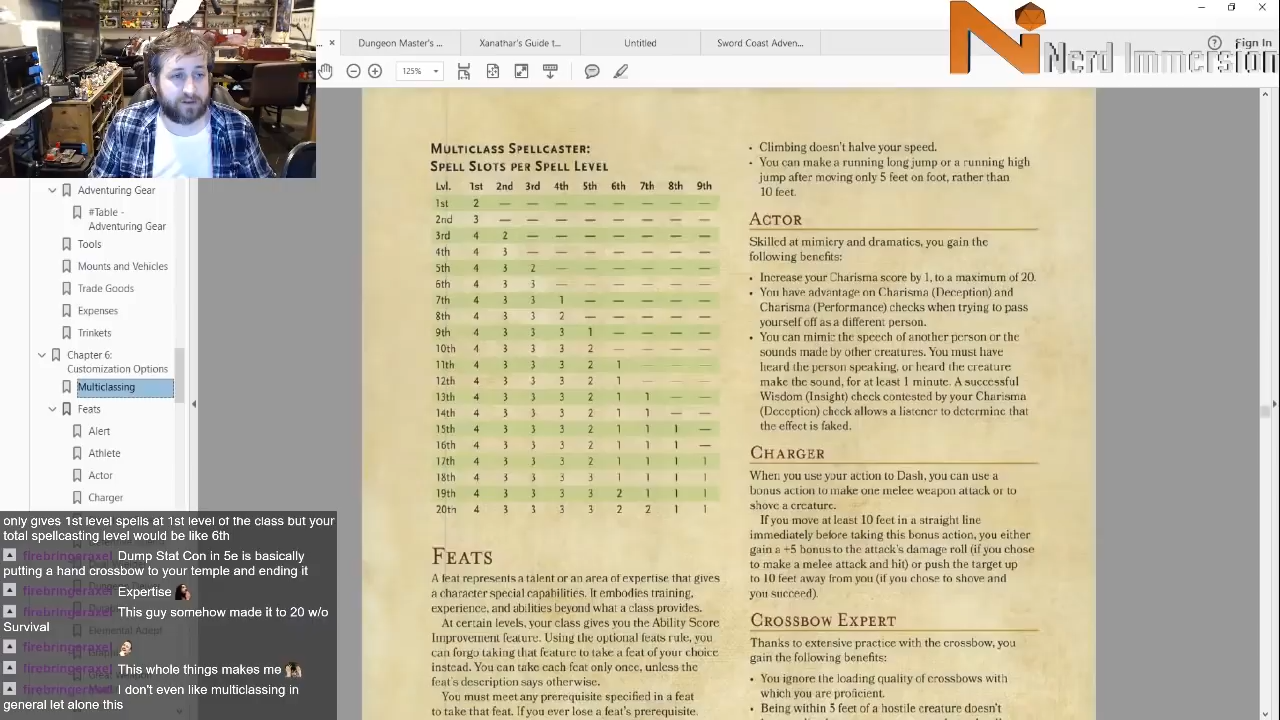 Dungeon Master's ...
Xanathar's Guide t...
Untitled
Sword Coast Adven...
Sign In
Nerd Immersion
125%
Adventuring Gear
#Table -
Adventuring Gear
Tools
Mounts and Vehicles
Trade Goods
Expenses
Trinkets
Chapter 6:
Customization Options
Multiclassing
Feats
Alert
Athlete
Actor
Charger
only gives 1st level spells at 1st level of the class but your
total spellcasting level would be like 6th
firebringeraxel Dump Stat Con in 5e is basically
putting a hand crossbow to your temple and ending it
firebringeraxel Expertise
firebringeraxel This guy somehow made it to 20 w/o
Survival
firebringeraxel
firebringeraxel This whole things makes me
firebringeraxel I don't even like multiclassing in
general let alone this
MULTICLASS SPELLCASTER:
SPELL SLOTS PER SPELL LEVEL
Lvl. 1st 2nd 3rd 4th 5th 6th 7th 8th 9th
1st 2 — — — — — — — —
2nd 3 — — — — — — — —
3rd 4 2 — — — — — — —
4th 4 3 — — — — — — —
5th 4 3 2 — — — — — —
6th 4 3 3 — — — — — —
7th 4 3 3 1 — — — — —
8th 4 3 3 2 — — — — —
9th 4 3 3 3 1 — — — —
10th 4 3 3 3 2 — — — —
11th 4 3 3 3 2 1 — — —
12th 4 3 3 3 2 1 — — —
13th 4 3 3 3 2 1 1 — —
14th 4 3 3 3 2 1 1 — —
15th 4 3 3 3 2 1 1 1 —
16th 4 3 3 3 2 1 1 1 —
17th 4 3 3 3 2 1 1 1 1
18th 4 3 3 3 3 1 1 1 1
19th 4 3 3 3 3 2 1 1 1
20th 4 3 3 3 3 2 2 1 1
FEATS
A feat represents a talent or an area of expertise that gives
a character special capabilities. It embodies training,
experience, and abilities beyond what a class provides.
At certain levels, your class gives you the Ability Score
Improvement feature. Using the optional feats rule, you
can forgo taking that feature to take a feat of your choice
instead. You can take each feat only once, unless the
feat's description says otherwise.
You must meet any prerequisite specified in a feat
to take that feat. If you ever lose a feat's prerequisite,
• Climbing doesn't halve your speed.
• You can make a running long jump or a running high
jump after moving only 5 feet on foot, rather than
10 feet.
ACTOR
Skilled at mimicry and dramatics, you gain the
following benefits:
• Increase your Charisma score by 1, to a maximum of 20.
• You have advantage on Charisma (Deception) and
Charisma (Performance) checks when trying to pass
yourself off as a different person.
• You can mimic the speech of another person or the
sounds made by other creatures. You must have
heard the person speaking, or heard the creature
make the sound, for at least 1 minute. A successful
Wisdom (Insight) check contested by your Charisma
(Deception) check allows a listener to determine that
the effect is faked.
CHARGER
When you use your action to Dash, you can use a
bonus action to make one melee weapon attack or to
shove a creature.
If you move at least 10 feet in a straight line
immediately before taking this bonus action, you either
gain a +5 bonus to the attack's damage roll (if you chose
to make a melee attack and hit) or push the target up
to 10 feet away from you (if you chose to shove and
you succeed).
CROSSBOW EXPERT
Thanks to extensive practice with the crossbow, you
gain the following benefits:
• You ignore the loading quality of crossbows with
which you are proficient.
• Being within 5 feet of a hostile creature doesn't